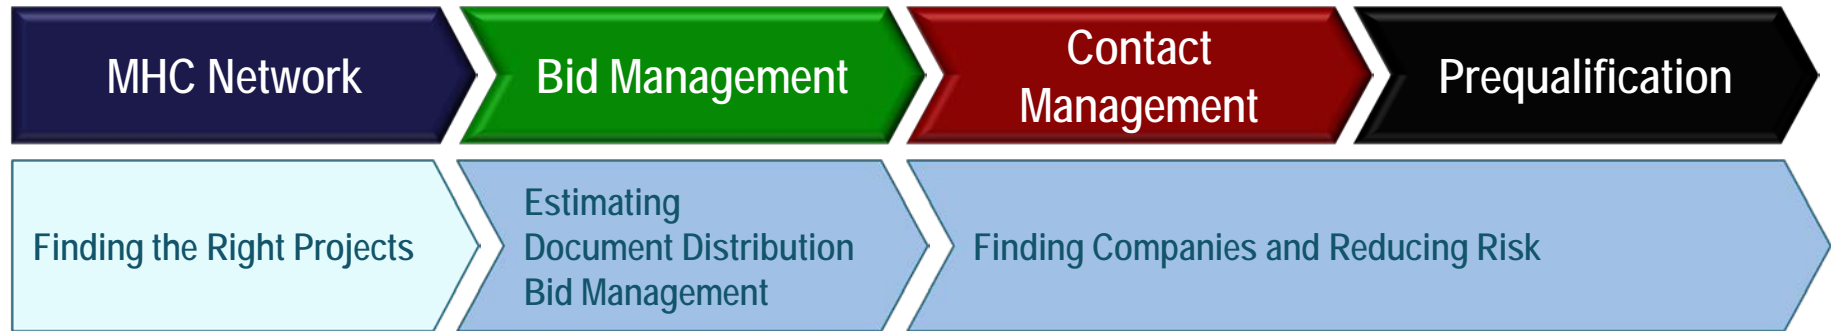 MHC Network
Bid Management
Contact
Management
Prequalification
Finding the Right Projects
Estimating
Document Distribution
Bid Management
Finding Companies and Reducing Risk